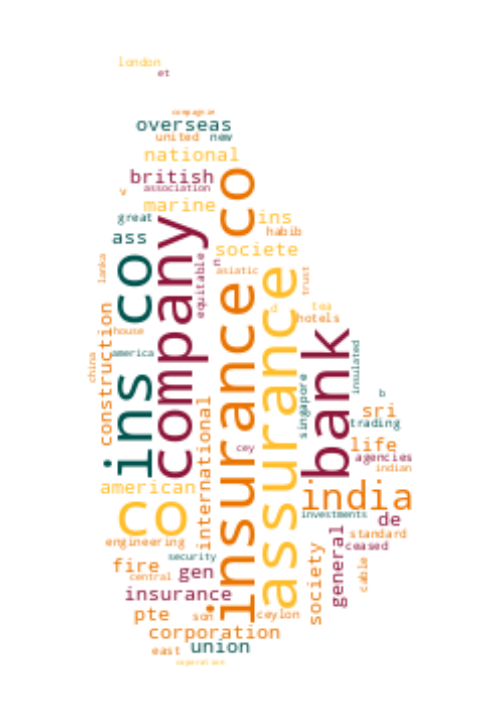 london
et
compagnie
overseas
united new
national
british
association
v
marine
great
ins
habib
ass
societe
asiatic
lanka
equitable
trust
ins co
company
insurance co
assurance
bank
d
tea
hotels
construction
house
america
china
insulated
singapore
b
sri
trading
life
agencies
indian
cey
international
american
co
india
investments
de
standard
ceased
engineering
security
fire
central
gen
general
society
cable
insurance
pte
son
ceylon
corporation
east
union
coporation